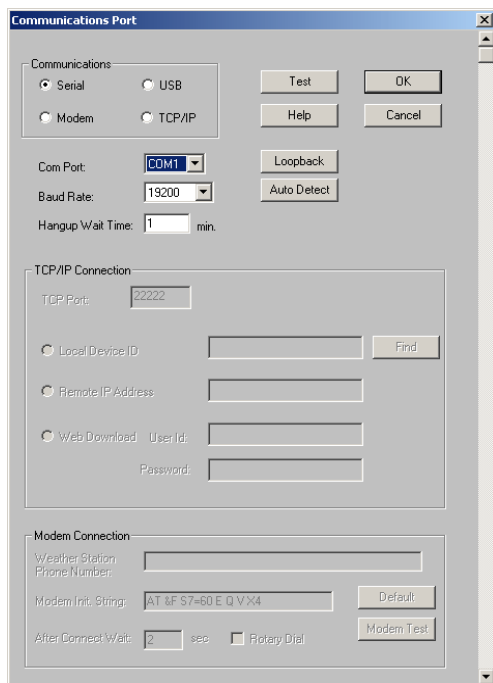 Communications Port
Communications
Serial
USB
Test
OK
Modem
TCP/IP
Help
Cancel
Com Port: COM1
Loopback
Baud Rate: 19200
Auto Detect
Hangup Wait Time: 1 min.
TCP/IP Connection
TCP Port: 22222
Local Device ID
Find
Remote IP Address
Web Download User Id:
Password:
Modem Connection
Weather Station
Phone Number:
Modem Init. String: AT &F S7=60 E Q V X4
Default
After Connect Wait: 2 sec Rotary Dial
Modem Test